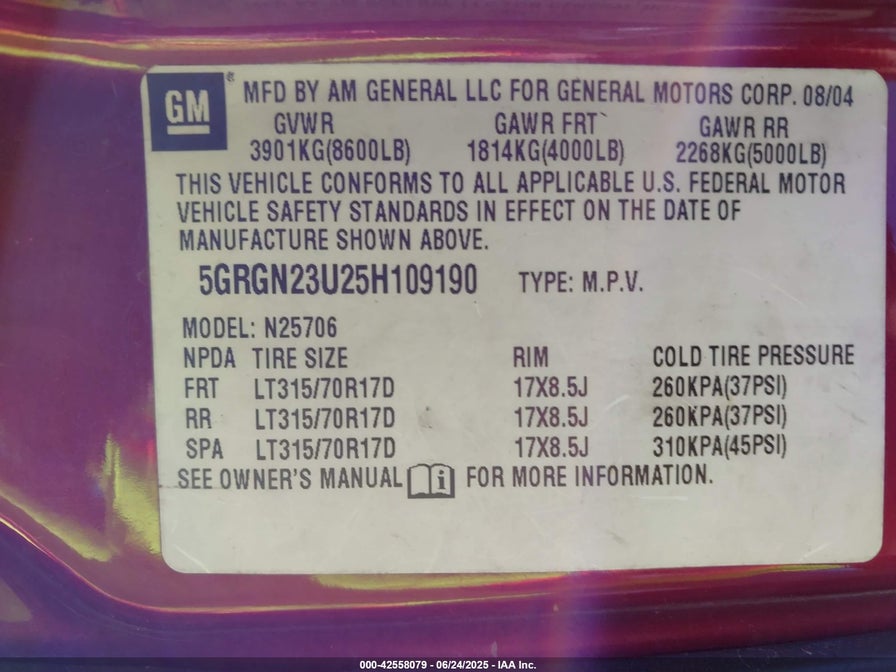 GM ® MFD BY AM GENERAL LLC FOR GENERAL MOTORS CORP. 08/04
GVWR GAWR FRT GAWR RR
3901KG(8600LB) 1814KG(4000LB) 2268KG(5000LB)
THIS VEHICLE CONFORMS TO ALL APPLICABLE U.S. FEDERAL MOTOR
VEHICLE SAFETY STANDARDS IN EFFECT ON THE DATE OF
MANUFACTURE SHOWN ABOVE.
5GRGN23U25H109190 TYPE: M.P.V.
MODEL: N25706
NPDA TIRE SIZE RIM COLD TIRE PRESSURE
FRT LT315/70R17D 17X8.5J 260KPA(37PSI)
RR LT315/70R17D 17X8.5J 260KPA(37PSI)
SPA LT315/70R17D 17X8.5J 310KPA(45PSI)
SEE OWNER'S MANUAL FOR MORE INFORMATION.
000-42558079 - 06/24/2025 - IAA Inc.